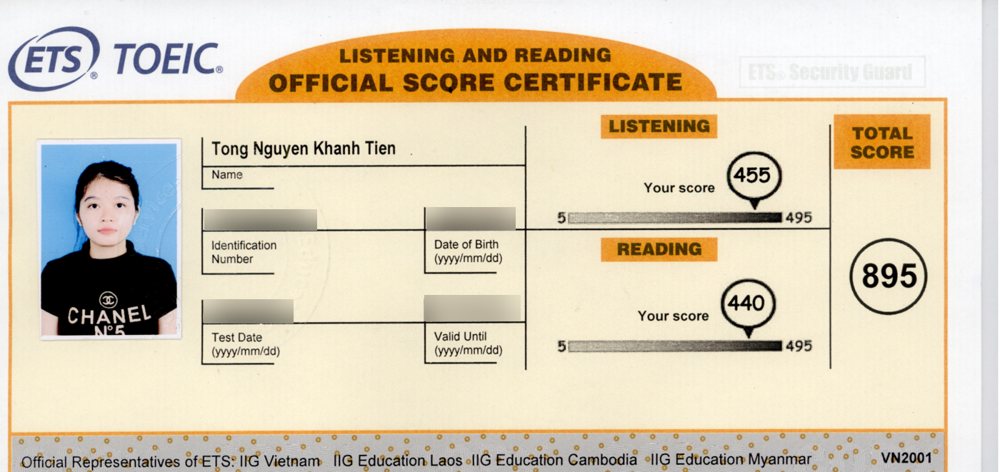 ETS® TOEIC®
LISTENING AND READING
OFFICIAL SCORE CERTIFICATE
ETS® Security Guard
Tong Nguyen Khanh Tien
Name
Identification
Number
Date of Birth
(yyyy/mm/dd)
Test Date
(yyyy/mm/dd)
Valid Until
(yyyy/mm/dd)
CHANEL
N°5
LISTENING
Your score
455
5
495
READING
Your score
440
5
495
TOTAL
SCORE
895
Official Representatives of ETS: IIG Vietnam IIG Education Laos IIG Education Cambodia IIG Education Myanmar
VN2001